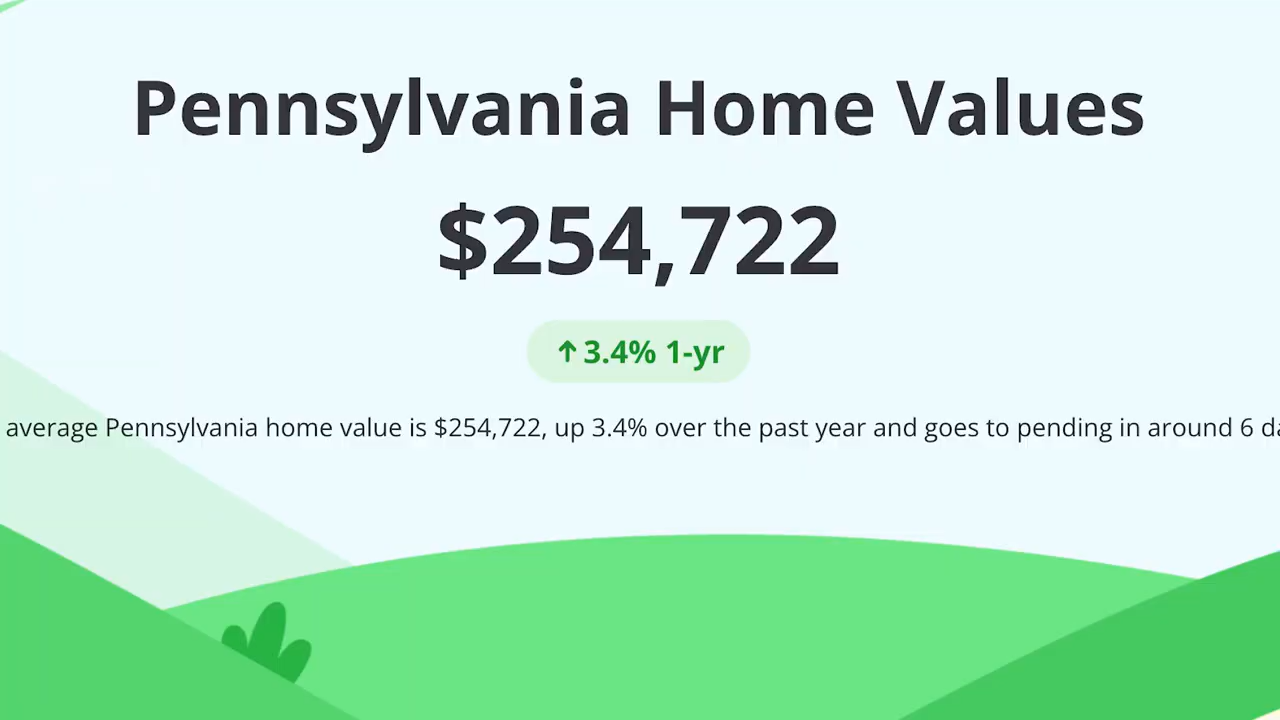 Pennsylvania Home Values
$254,722
↑ 3.4% 1-yr
average Pennsylvania home value is $254,722, up 3.4% over the past year and goes to pending in around 6 da